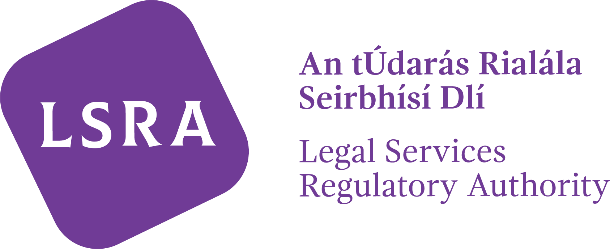 LSRA
An tÚdarás Rialála
Seirbhísí Dlí
Legal Services
Regulatory Authority